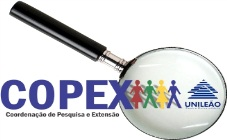 COPEX
Coordenação de Pesquisa e Extensão
UNILEÃO